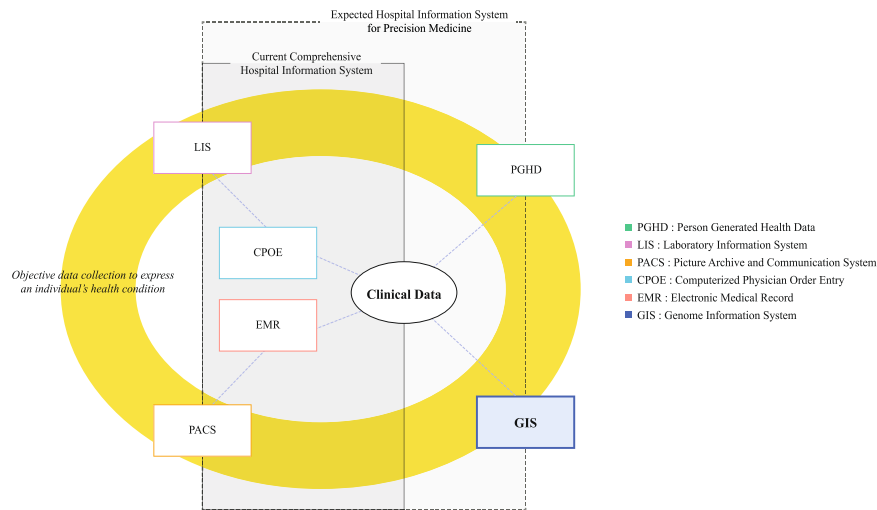 Expected Hospital Information System
for Precision Medicine
Current Comprehensive
Hospital Information System
LIS
PGHD
CPOE
Objective data collection to express
an individual's health condition
Clinical Data
EMR
PACS
GIS
PGHD : Person Generated Health Data
LIS : Laboratory Information System
PACS : Picture Archive and Communication System
CPOE : Computerized Physician Order Entry
EMR : Electronic Medical Record
GIS : Genome Information System